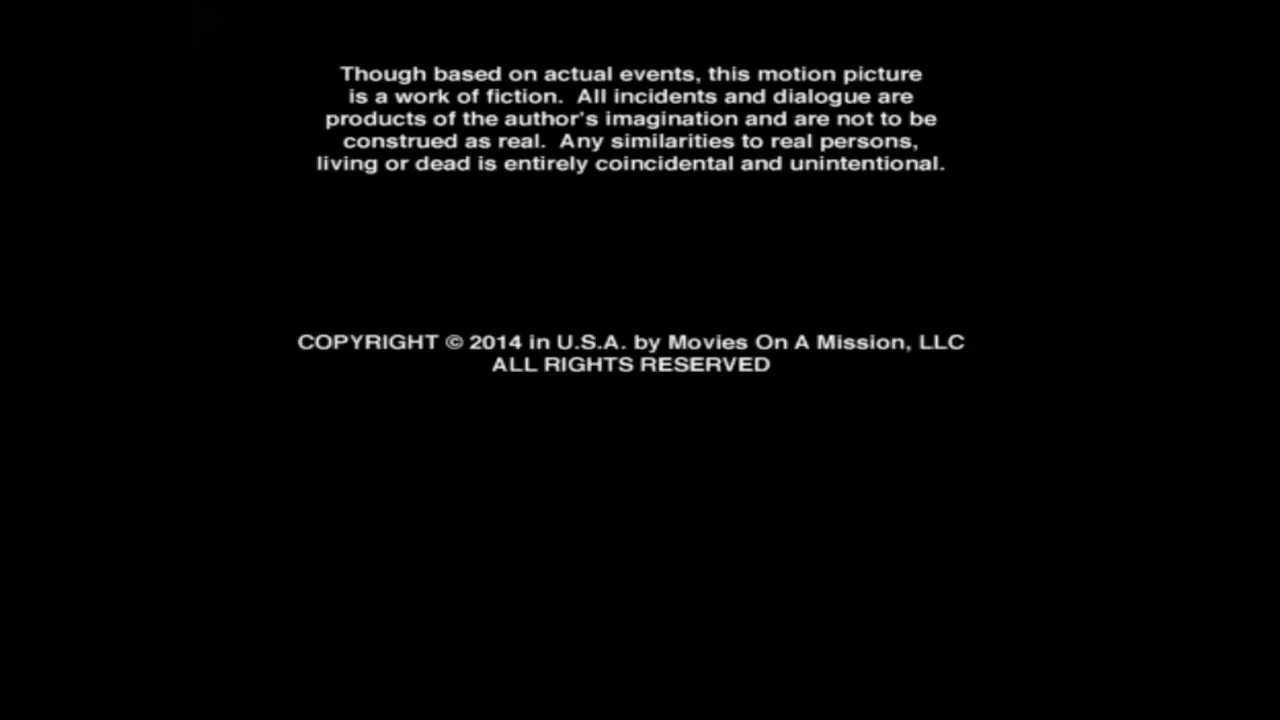 Though based on actual events, this motion picture
is a work of fiction.  All incidents and dialogue are
products of the author's imagination and are not to be
construed as real.  Any similarities to real persons,
living or dead is entirely coincidental and unintentional.
COPYRIGHT © 2014 in U.S.A. by Movies On A Mission, LLC
ALL RIGHTS RESERVED